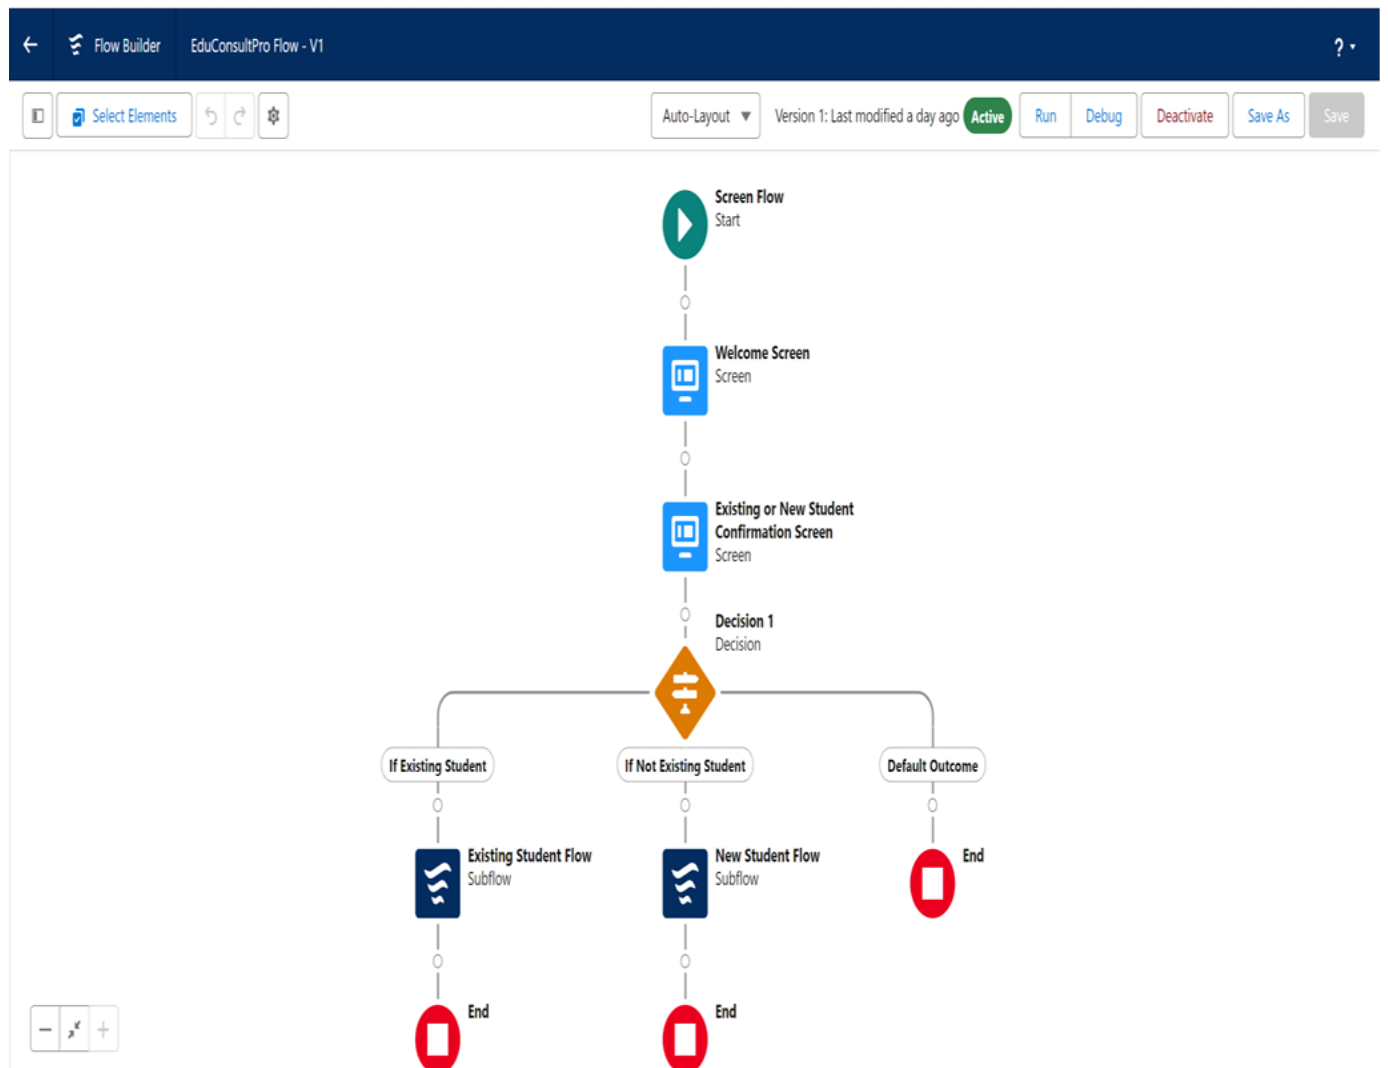 Flow Builder
EduConsultPro Flow - V1
?
Select Elements
Auto-Layout
Version 1: Last modified a day ago
Active
Run
Debug
Deactivate
Save As
Save
Screen Flow
Start
Welcome Screen
Screen
Existing or New Student
Confirmation Screen
Screen
Decision 1
Decision
If Existing Student
If Not Existing Student
Default Outcome
Existing Student Flow
Subflow
New Student Flow
Subflow
End
End
End